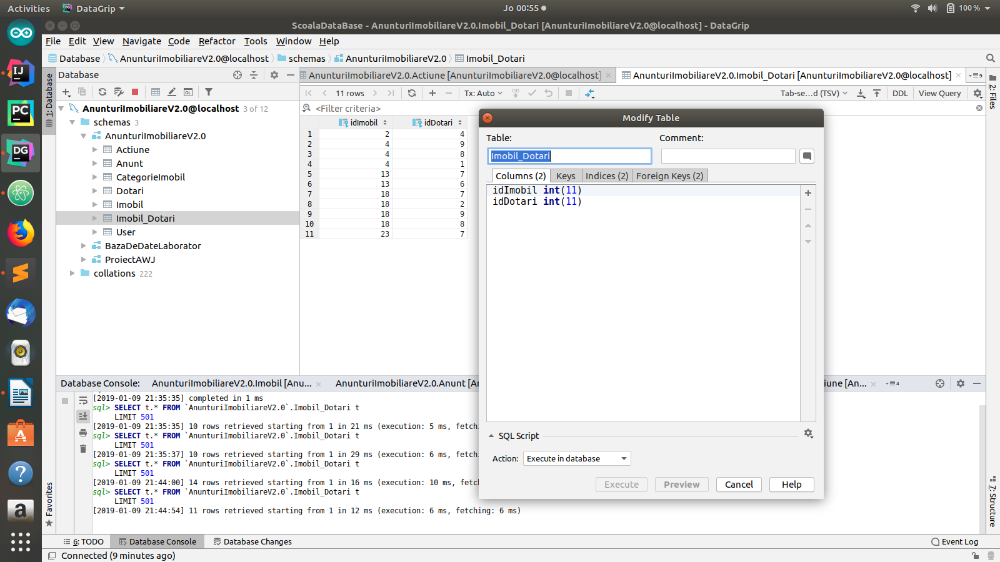 Activities
DataGrip
Jo 00:55
100 %
ScoalaDataBase - AnunturiImobiliareV2.0.Imobil_Dotari [AnunturiImobiliareV2.0@localhost] - DataGrip
File Edit View Navigate Code Refactor Tools Window Help
Database AnunturiImobiliareV2.0@localhost schemas AnunturiImobiliareV2.0 Imobil_Dotari
1: Database
Database
AnunturiImobiliareV2.0@localhost 3 of 12
schemas 3
AnunturiImobiliareV2.0
Actiune
Anunt
CategorieImobil
Dotari
Imobil
Imobil_Dotari
User
BazaDeDateLaborator
ProiectAWJ
collations 222
AnunturiImobiliareV2.0.Actiune [AnunturiImobiliareV2.0@localhost]
AnunturiImobiliareV2.0.Imobil_Dotari [AnunturiImobiliareV2.0@localhost]
9
11 rows
Tx: Auto
DB
Tab-se...d (TSV)
DDL
View Query
<Filter criteria>
idImobil idDotari
1 2 4
2 4 9
3 4 8
4 4 1
5 13 7
6 13 6
7 18 7
8 18 2
9 18 9
10 18 8
11 23 7
Modify Table
Table:
Comment:
Imobil_Dotari
Columns (2) Keys Indices (2) Foreign Keys (2)
idImobil int(11)
idDotari int(11)
SQL Script
Action: Execute in database
Execute Preview Cancel Help
2: Files
7: Structure
Favorites
Database Console: AnunturiImobiliareV2.0.Imobil [Anu... AnunturiImobiliareV2.0.Anunt [A iune [An... 4
[2019-01-09 21:35:35] completed in 1 ms
sql> SELECT t.* FROM `AnunturiImobiliareV2.0`.Imobil_Dotari t
LIMIT 501
[2019-01-09 21:35:35] 10 rows retrieved starting from 1 in 21 ms (execution: 5 ms, fetch
sql> SELECT t.* FROM `AnunturiImobiliareV2.0`.Imobil_Dotari t
LIMIT 501
[2019-01-09 21:35:37] 10 rows retrieved starting from 1 in 29 ms (execution: 6 ms, fetch
sql> SELECT t.* FROM `AnunturiImobiliareV2.0`.Imobil_Dotari t
LIMIT 501
[2019-01-09 21:44:00] 14 rows retrieved starting from 1 in 16 ms (execution: 10 ms, fetc
sql> SELECT t.* FROM `AnunturiImobiliareV2.0`.Imobil_Dotari t
LIMIT 501
[2019-01-09 21:44:54] 11 rows retrieved starting from 1 in 12 ms (execution: 6 ms, fetching: 6 ms)
6: TODO Database Console Database Changes Event Log
Connected (9 minutes ago)